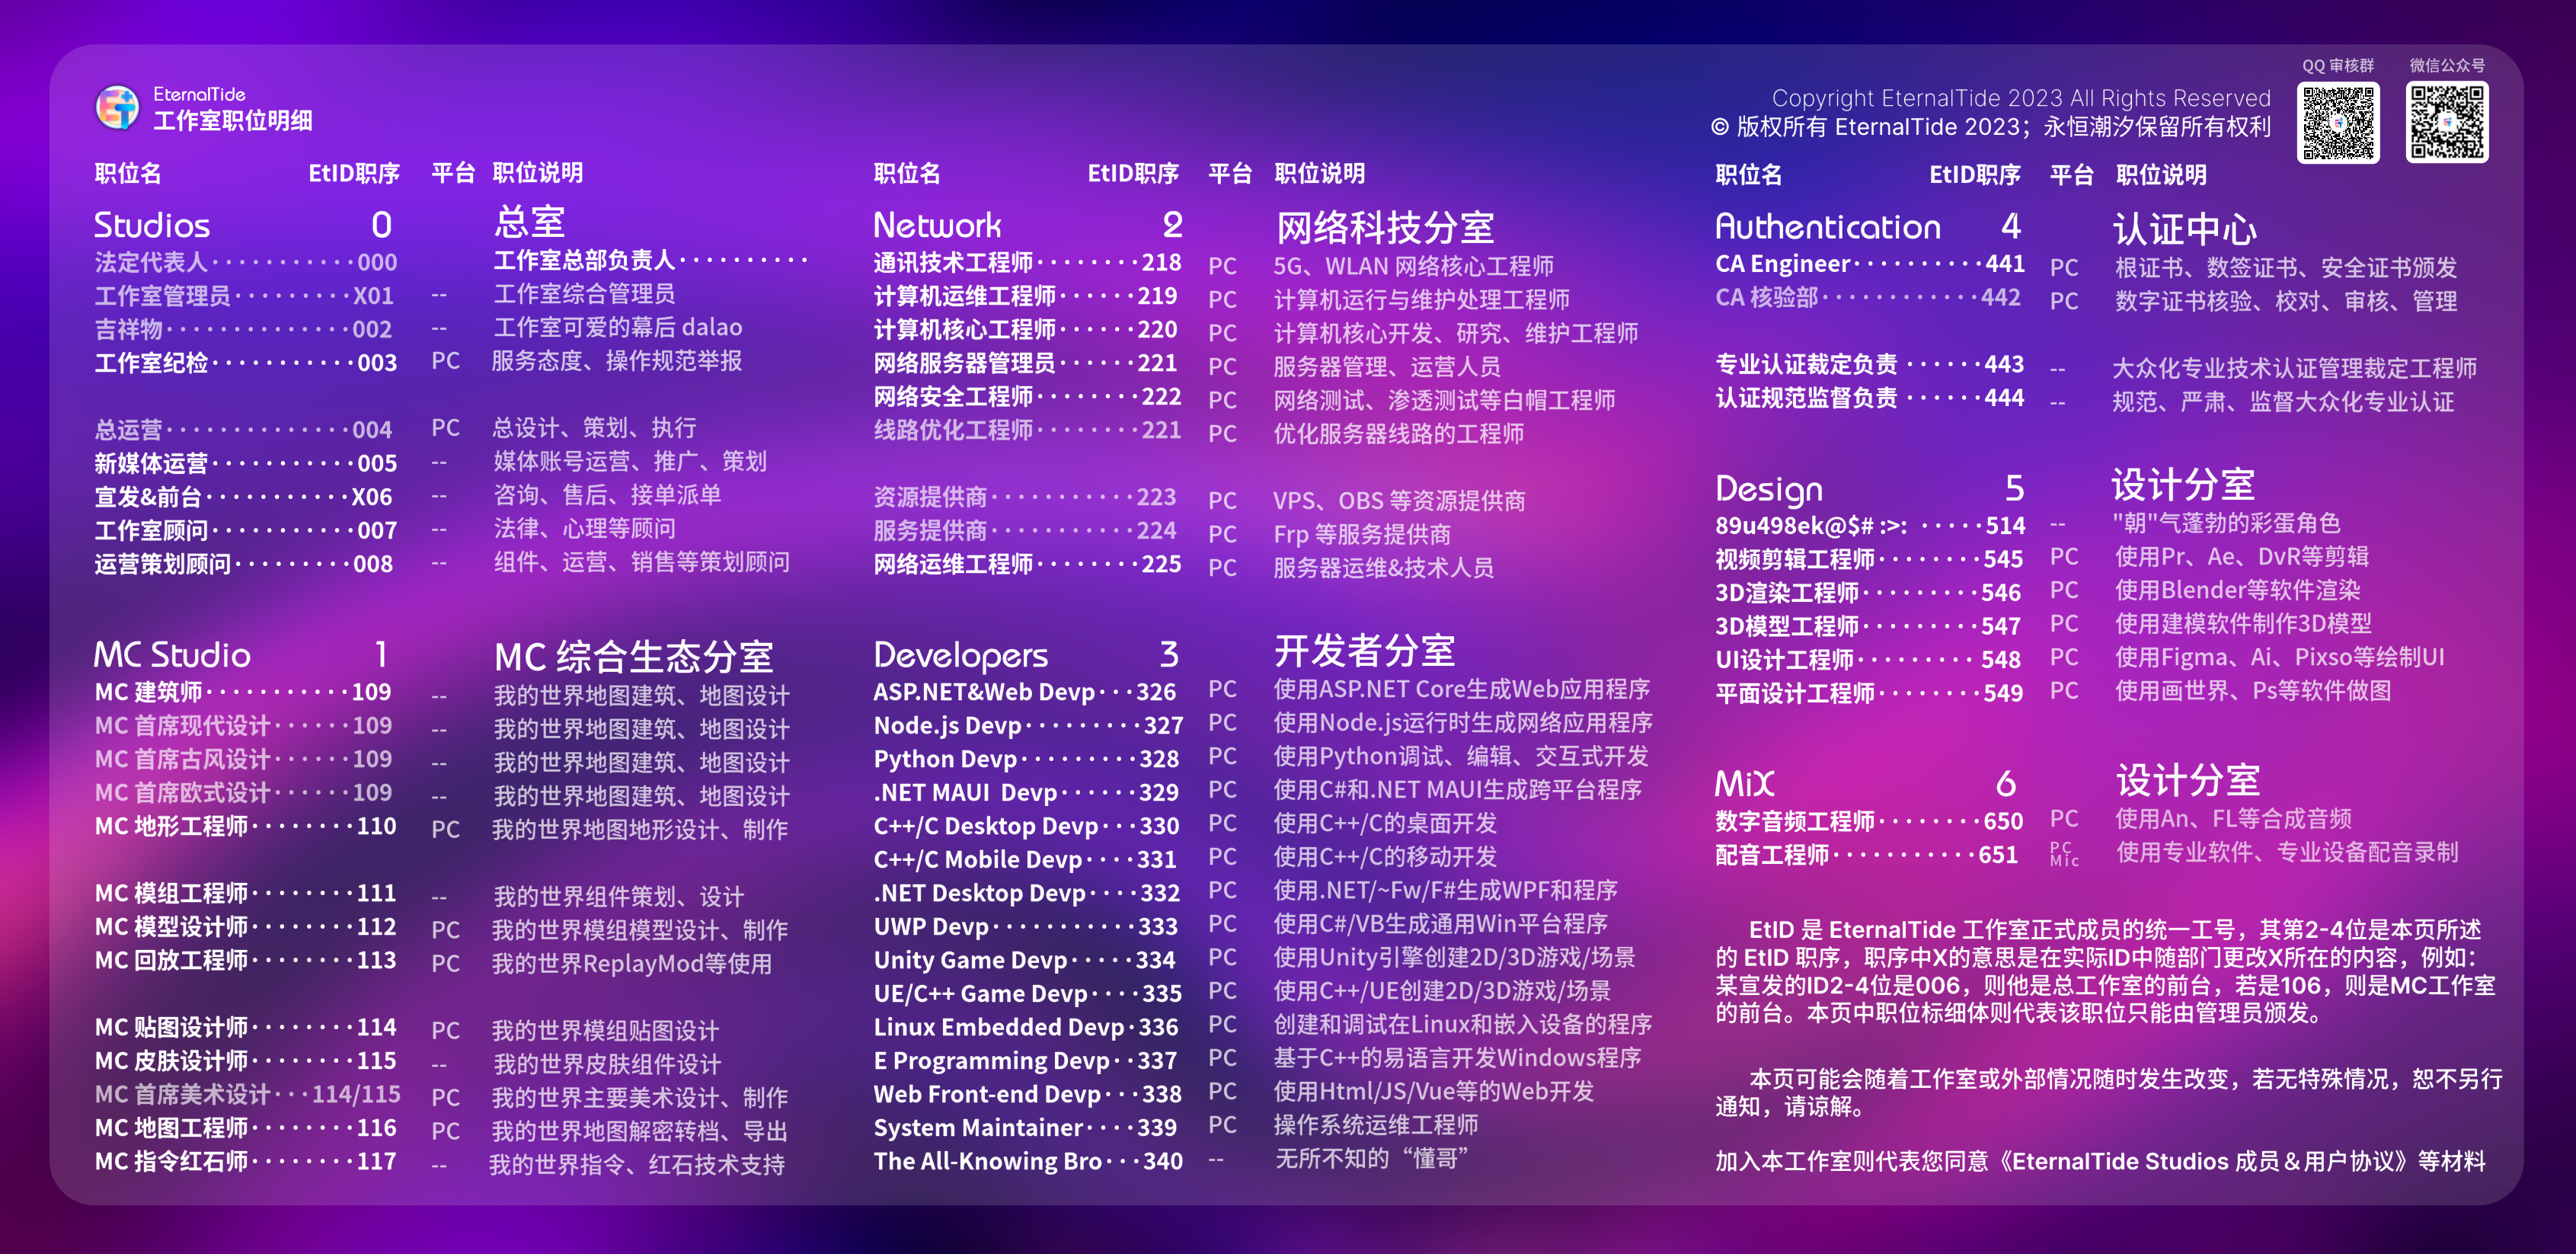 EternalTide
工作室职位明细
Copyright EternalTide 2023 All Rights Reserved
© 版权所有 EternalTide 2023；永恒潮汐保留所有权利
QQ 审核群
微信公众号
职位名 EtID职序 平台 职位说明
Studios 0 总室
法定代表人···········000 工作室总部负责人··········
工作室管理员·········X01 -- 工作室综合管理员
吉祥物·············002 -- 工作室可爱的幕后 dalao
工作室纪检···········003 PC 服务态度、操作规范举报
总运营·············004 PC 总设计、策划、执行
新媒体运营···········005 -- 媒体账号运营、推广、策划
宣发&前台···········X06 -- 咨询、售后、接单派单
工作室顾问···········007 -- 法律、心理等顾问
运营策划顾问·········008 -- 组件、运营、销售等策划顾问
MC Studio 1 MC 综合生态分室
MC 建筑师···········109 -- 我的世界地图建筑、地图设计
MC 首席现代设计······109 -- 我的世界地图建筑、地图设计
MC 首席古风设计······109 -- 我的世界地图建筑、地图设计
MC 首席欧式设计······109 -- 我的世界地图建筑、地图设计
MC 地形工程师········110 PC 我的世界地图地形设计、制作
MC 模组工程师········111 -- 我的世界组件策划、设计
MC 模型设计师········112 PC 我的世界模组模型设计、制作
MC 回放工程师········113 PC 我的世界ReplayMod等使用
MC 贴图设计师········114 PC 我的世界模组贴图设计
MC 皮肤设计师········115 -- 我的世界皮肤组件设计
MC 首席美术设计···114/115 PC 我的世界主要美术设计、制作
MC 地图工程师········116 PC 我的世界地图解密转档、导出
MC 指令红石师········117 -- 我的世界指令、红石技术支持
职位名 EtID职序 平台 职位说明
Network 2 网络科技分室
通讯技术工程师········218 PC 5G、WLAN 网络核心工程师
计算机运维工程师······219 PC 计算机运行与维护处理工程师
计算机核心工程师······220 PC 计算机核心开发、研究、维护工程师
网络服务器管理员······221 PC 服务器管理、运营人员
网络安全工程师········222 PC 网络测试、渗透测试等白帽工程师
线路优化工程师········221 PC 优化服务器线路的工程师
资源提供商···········223 PC VPS、OBS 等资源提供商
服务提供商···········224 PC Frp 等服务提供商
网络运维工程师········225 PC 服务器运维&技术人员
Developers 3 开发者分室
ASP.NET&Web Devp···326 PC 使用ASP.NET Core生成Web应用程序
Node.js Devp·········327 PC 使用Node.js运行时生成网络应用程序
Python Devp·········328 PC 使用Python调试、编辑、交互式开发
.NET MAUI  Devp······329 PC 使用C#和.NET MAUI生成跨平台程序
C++/C Desktop Devp···330 PC 使用C++/C的桌面开发
C++/C Mobile Devp····331 PC 使用C++/C的移动开发
.NET Desktop Devp····332 PC 使用.NET/~Fw/F#生成WPF和程序
UWP Devp···········333 PC 使用C#/VB生成通用Win平台程序
Unity Game Devp·····334 PC 使用Unity引擎创建2D/3D游戏/场景
UE/C++ Game Devp····335 PC 使用C++/UE创建2D/3D游戏/场景
Linux Embedded Devp·336 PC 创建和调试在Linux和嵌入设备的程序
E Programming Devp··337 PC 基于C++的易语言开发Windows程序
Web Front-end Devp···338 PC 使用Html/JS/Vue等的Web开发
System Maintainer····339 PC 操作系统运维工程师
The All-Knowing Bro···340 -- 无所不知的“懂哥”
职位名 EtID职序 平台 职位说明
Authentication 4 认证中心
CA Engineer··········441 PC 根证书、数签证书、安全证书颁发
CA 核验部············442 PC 数字证书核验、校对、审核、管理
专业认证裁定负责 ······443 -- 大众化专业技术认证管理裁定工程师
认证规范监督负责 ······444 -- 规范、严肃、监督大众化专业认证
Design 5 设计分室
89u498ek@$# :>: ·····514 -- "朝"气蓬勃的彩蛋角色
视频剪辑工程师········545 PC 使用Pr、Ae、DvR等剪辑
3D渲染工程师·········546 PC 使用Blender等软件渲染
3D模型工程师·········547 PC 使用建模软件制作3D模型
UI设计工程师········· 548 PC 使用Figma、Ai、Pixso等绘制UI
平面设计工程师········549 PC 使用画世界、Ps等软件做图
MiX 6 设计分室
数字音频工程师········650 PC 使用An、FL等合成音频
配音工程师···········651 PC Mic 使用专业软件、专业设备配音录制
EtID 是 EternalTide 工作室正式成员的统一工号，其第2-4位是本页所述
的 EtID 职序，职序中X的意思是在实际ID中随部门更改X所在的内容，例如：
某宣发的ID2-4位是006，则他是总工作室的前台，若是106，则是MC工作室
的前台。本页中职位标细体则代表该职位只能由管理员颁发。
本页可能会随着工作室或外部情况随时发生改变，若无特殊情况，恕不另行
通知，请谅解。
加入本工作室则代表您同意《EternalTide Studios 成员＆用户协议》等材料